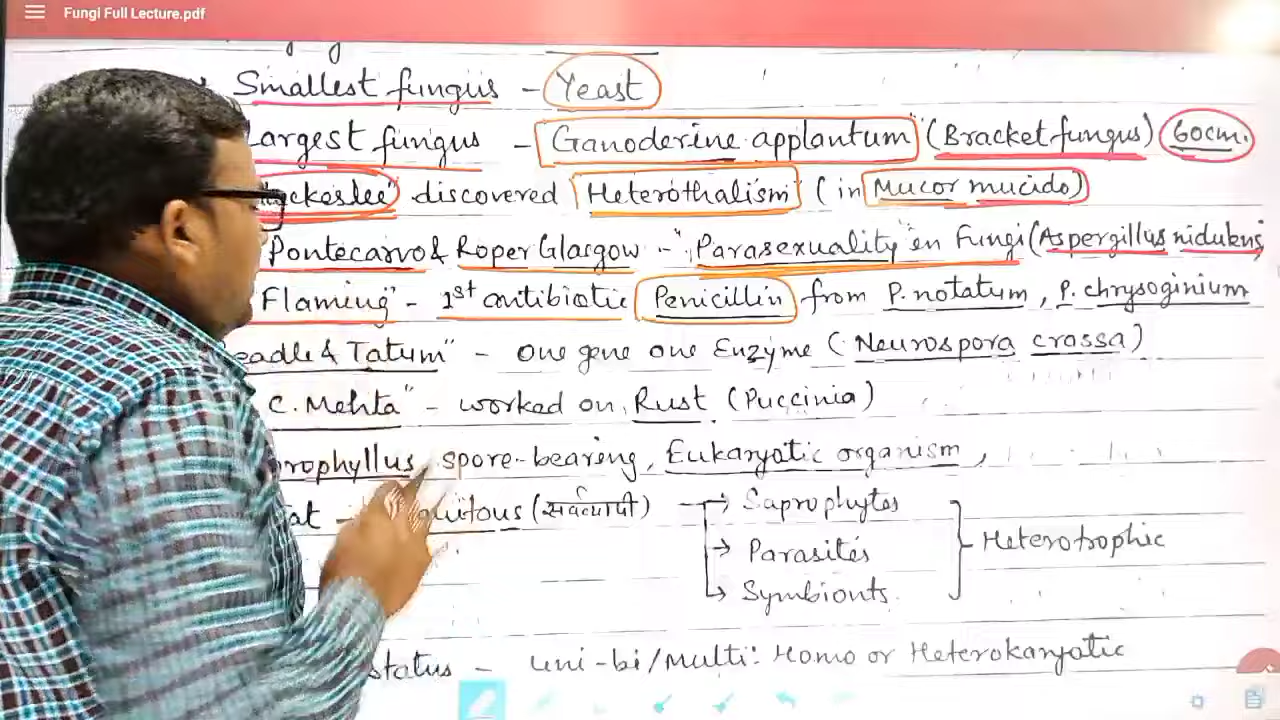 Fungi Full Lecture.pdf
Smallest fungus - Yeast
Largest fungus - Ganoderine applantum (Bracket fungus) 60cm.
ckeslee" discovered Heterothalism (in Mucor mucido)
Pontecarvo & Roper Glasgow - "Parasexuality" in Fungi (Aspergillus nidulens
Flaming" - 1st antibiotic Penicillin from P. notatum, P. chrysoginium
eadle & Tatum" - One gene one Enzyme (Neurospora crassa)
C. Mehta" - worked on Rust (Puccinia)
rophyllus, spore-bearing, Eukaryotic organism,
at - quitous (सर्वव्यापी) → Saprophytes
→ Parasites } Heterotrophic
→ Symbionts
status - Uni-bi/Multi: Homo or Heterokaryotic